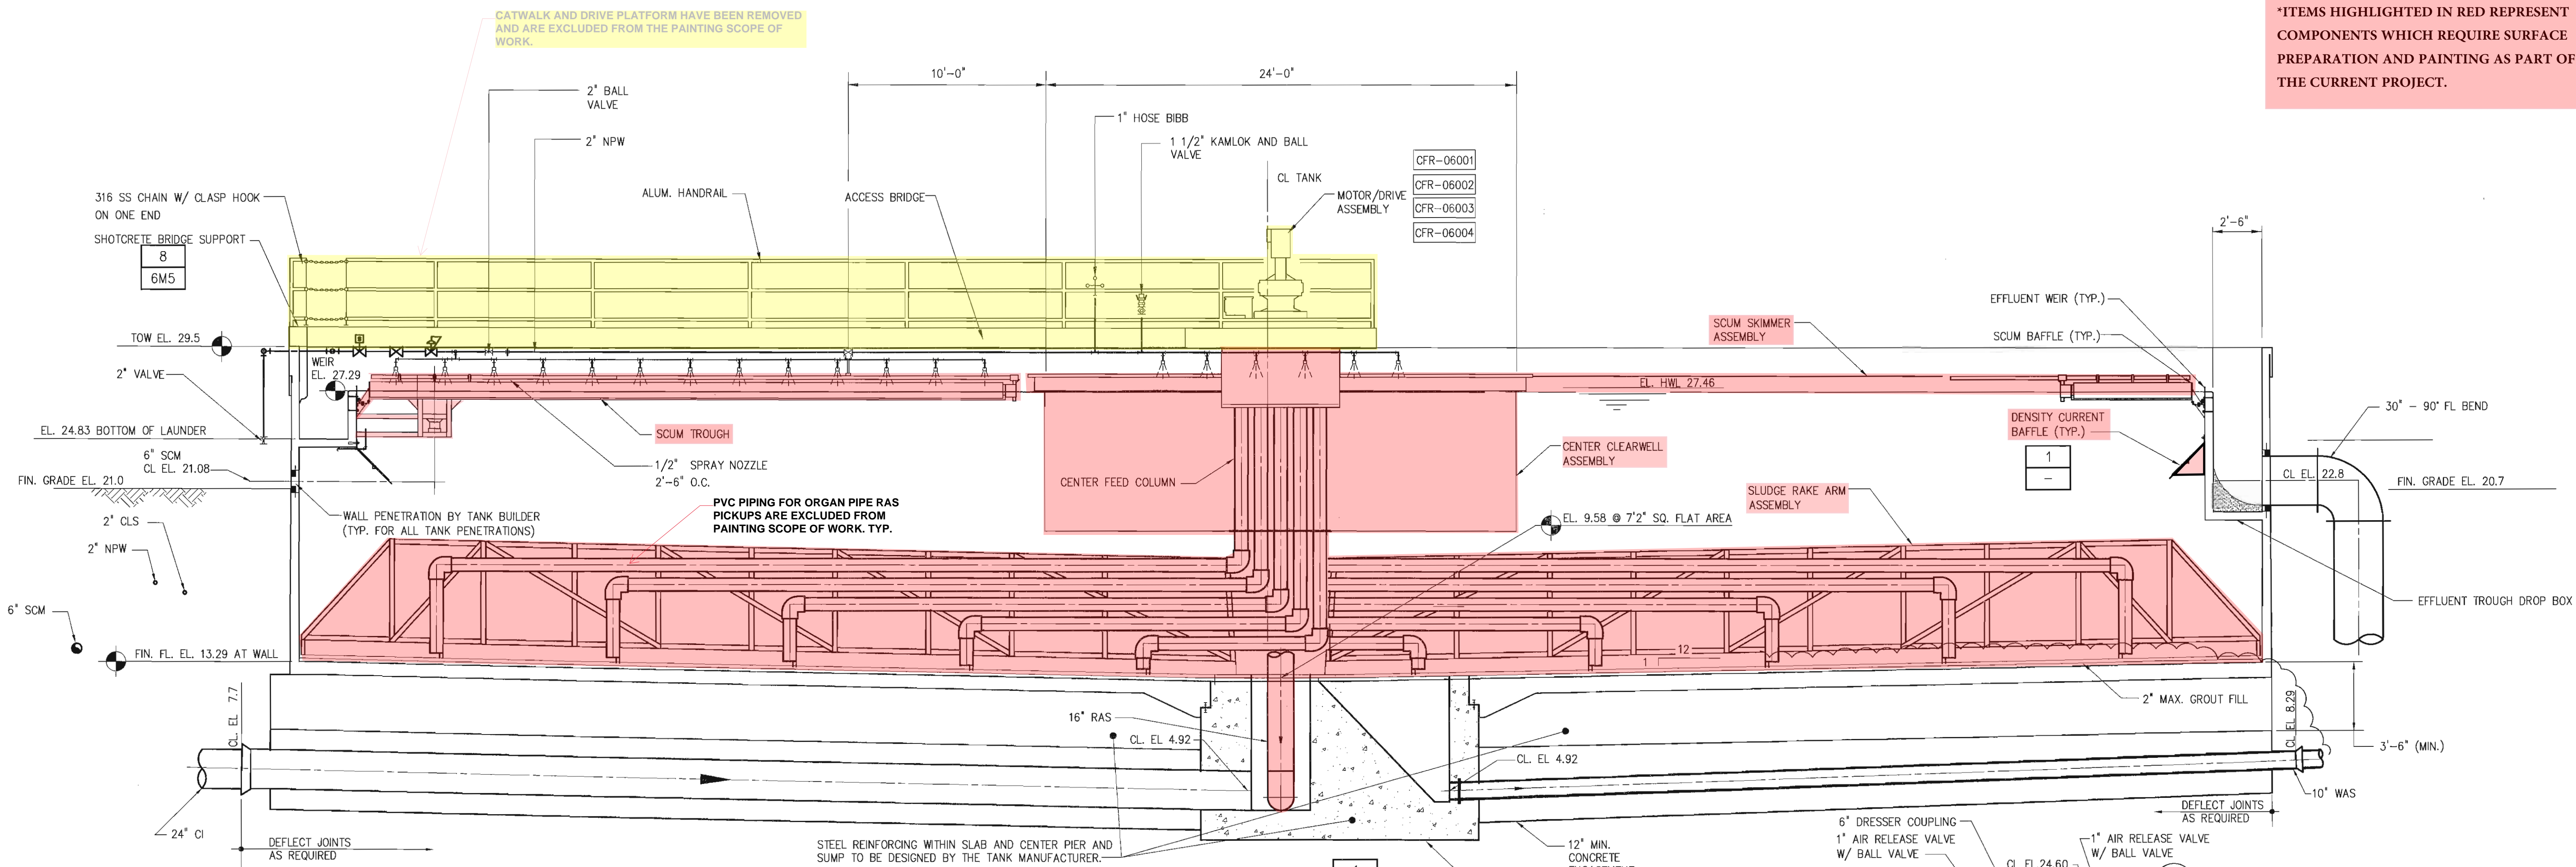 CATWALK AND DRIVE PLATFORM HAVE BEEN REMOVED
AND ARE EXCLUDED FROM THE PAINTING SCOPE OF
WORK.
*ITEMS HIGHLIGHTED IN RED REPRESENT
COMPONENTS WHICH REQUIRE SURFACE
PREPARATION AND PAINTING AS PART OF
THE CURRENT PROJECT.
10'-0"
24'-0"
2" BALL
VALVE
2" NPW
1" HOSE BIBB
1 1/2" KAMLOK AND BALL
VALVE
CFR-06001
CFR-06002
CFR-06003
CFR-06004
CL TANK
MOTOR/DRIVE
ASSEMBLY
316 SS CHAIN W/ CLASP HOOK
ON ONE END
ALUM. HANDRAIL
ACCESS BRIDGE
SHOTCRETE BRIDGE SUPPORT
8
6M5
2'-6"
EFFLUENT WEIR (TYP.)
SCUM SKIMMER
ASSEMBLY
SCUM BAFFLE (TYP.)
TOW EL. 29.5
WEIR
EL. 27.29
2" VALVE
EL. HWL 27.46
30" - 90° FL BEND
EL. 24.83 BOTTOM OF LAUNDER
SCUM TROUGH
DENSITY CURRENT
BAFFLE (TYP.)
6" SCM
CL EL. 21.08
1/2" SPRAY NOZZLE
2'-6" O.C.
CENTER CLEARWELL
ASSEMBLY
1
-
CL EL. 22.8
FIN. GRADE EL. 21.0
CENTER FEED COLUMN
FIN. GRADE EL. 20.7
SLUDGE RAKE ARM
ASSEMBLY
PVC PIPING FOR ORGAN PIPE RAS
PICKUPS ARE EXCLUDED FROM
PAINTING SCOPE OF WORK. TYP.
WALL PENETRATION BY TANK BUILDER
(TYP. FOR ALL TANK PENETRATIONS)
EL. 9.58 @ 7'2" SQ. FLAT AREA
2" CLS
2" NPW
6" SCM
EFFLUENT TROUGH DROP BOX
FIN. FL. EL. 13.29 AT WALL
12
1
2" MAX. GROUT FILL
CL. EL 7.7
16" RAS
CL. EL 4.92
CL EL 8.29
3'-6" (MIN.)
CL. EL 4.92
10" WAS
24" CI
DEFLECT JOINTS
AS REQUIRED
DEFLECT JOINTS
AS REQUIRED
STEEL REINFORCING WITHIN SLAB AND CENTER PIER AND
SUMP TO BE DESIGNED BY THE TANK MANUFACTURER.
12" MIN.
CONCRETE
6" DRESSER COUPLING
1" AIR RELEASE VALVE
W/ BALL VALVE
CL EL 24.60
1" AIR RELEASE VALVE
W/ BALL VALVE